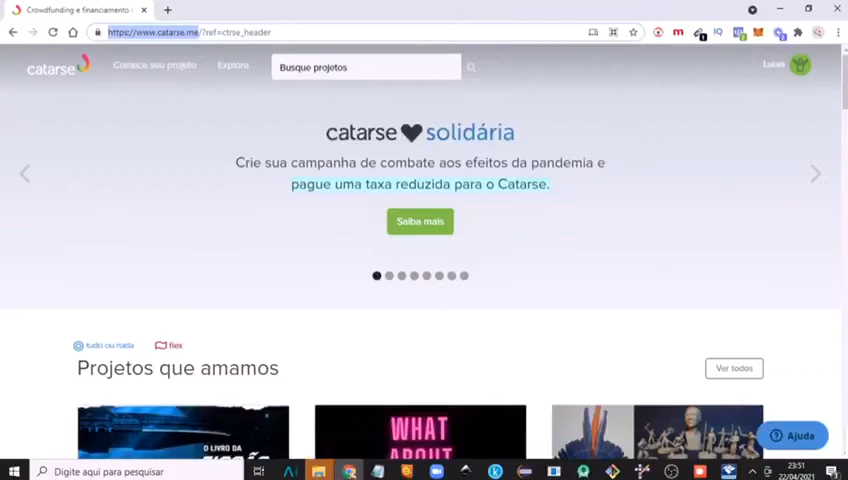 Crowdfunding e financiamento
https://www.catarse.me/?ref=ctrse_header
catarse
Comece seu projeto
Explore
Busque projetos
Lucas
catarse solidária
Crie sua campanha de combate aos efeitos da pandemia e
pague uma taxa reduzida para o Catarse.
Saiba mais
tudo ou nada
flex
Projetos que amamos
Ver todos
O LIVRO DA
WHAT
ABOUT
Ajuda
Digite aqui para pesquisar
23:51
22/04/2021